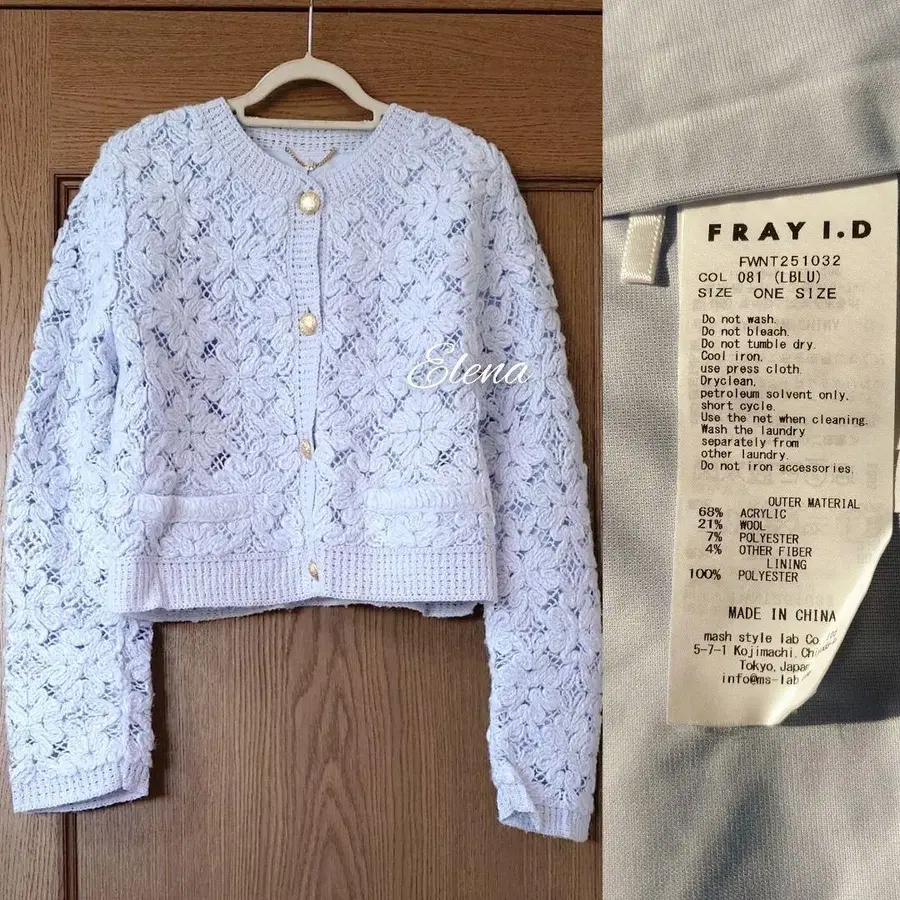 Elena
FRAY I.D
FWNT251032
COL 081 (LBLU)
SIZE ONE SIZE
Do not wash.
Do not bleach.
Do not tumble dry.
Cool iron.
use press cloth.
Dryclean,
petroleum solvent only.
short cycle.
Use the net when cleaning.
Wash the laundry
separately from
other laundry.
Do not iron accessories.
OUTER MATERIAL
68% ACRYLIC
21% WOOL
7% POLYESTER
4% OTHER FIBER
LINING
100% POLYESTER
MADE IN CHINA
mash style lab Co.
5-7-1 Kojimachi,
Tokyo, Japan
info@ms-lab